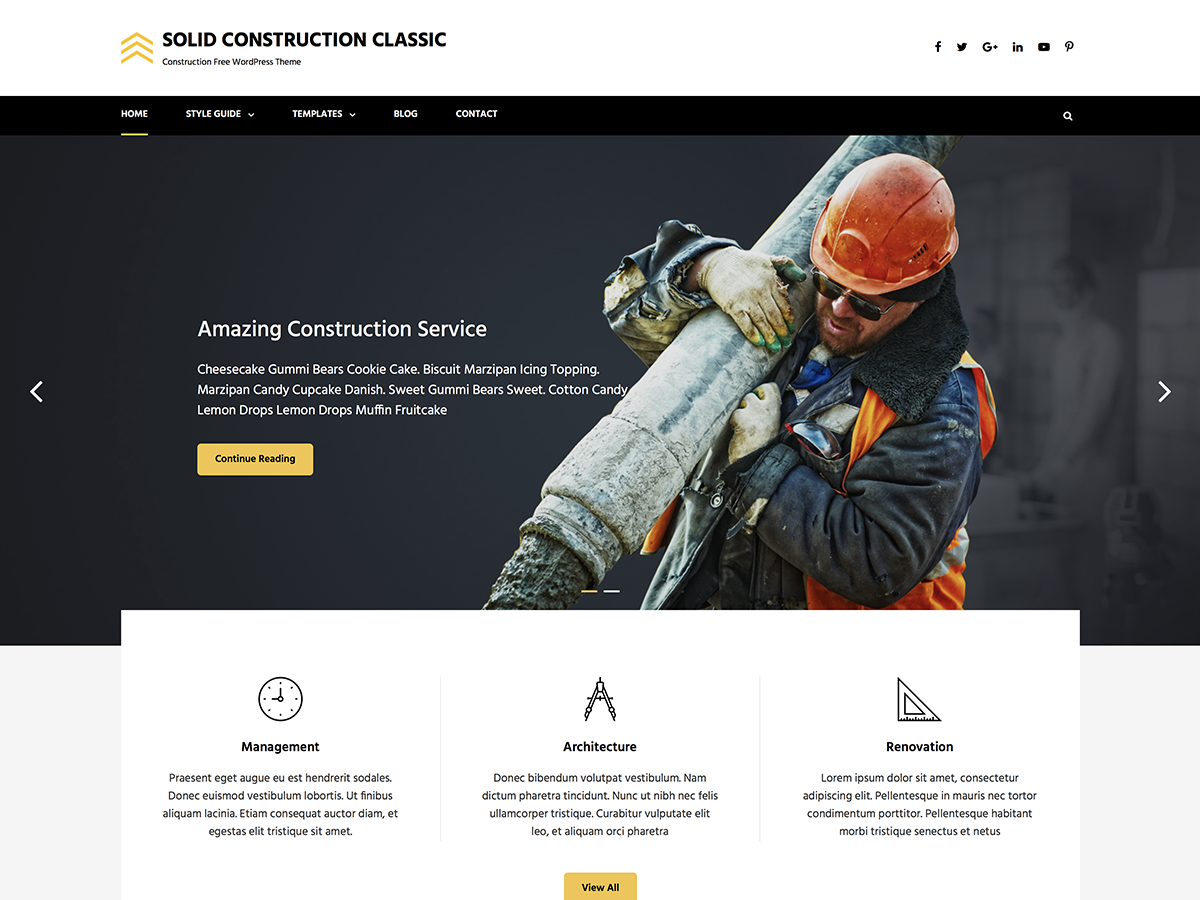 SOLID CONSTRUCTION CLASSIC
Construction Free WordPress Theme
HOME STYLE GUIDE TEMPLATES BLOG CONTACT
Amazing Construction Service
Cheesecake Gummi Bears Cookie Cake. Biscuit Marzipan Icing Topping.
Marzipan Candy Cupcake Danish. Sweet Gummi Bears Sweet. Cotton Candy
Lemon Drops Lemon Drops Muffin Fruitcake
Continue Reading
Management
Praesent eget augue eu est hendrerit sodales.
Donec euismod vestibulum lobortis. Ut finibus
aliquam lacinia. Etiam consequat auctor diam, et
egestas elit tristique sit amet.
Architecture
Donec bibendum volutpat vestibulum. Nam
dictum pharetra tincidunt. Nunc ut nibh nec felis
ullamcorper tristique. Curabitur vulputate elit
leo, et aliquam orci pharetra
Renovation
Lorem ipsum dolor sit amet, consectetur
adipiscing elit. Pellentesque in mauris nec tortor
condimentum porttitor. Pellentesque habitant
morbi tristique senectus et netus
View All